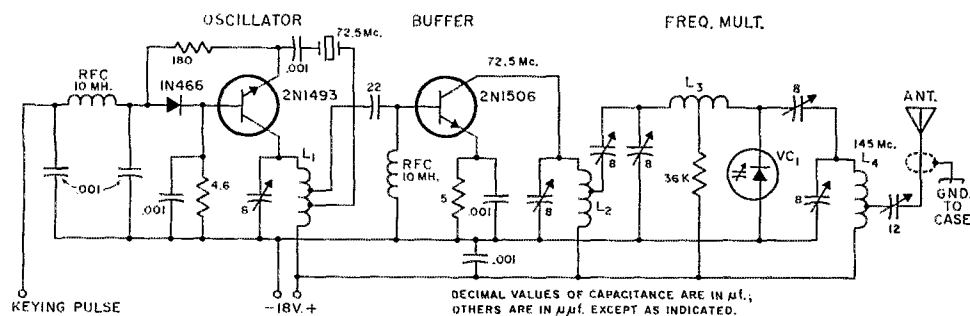 OSCILLATOR
BUFFER
FREQ. MULT.
72.5 Mc.
180
.001
RFC
10 MH.
1N466
2N1493
22
72.5 Mc.
2N1506
L3
8
ANT.
145 Mc.
L4
.001
.001
4.6
8
L1
RFC
10 MH.
5
.001
8
L2
8
8
36K
VC1
8
12
GND.
TO
CASE
.001
KEYING PULSE
-18V.+
DECIMAL VALUES OF CAPACITANCE ARE IN µf.;
OTHERS ARE IN µµf. EXCEPT AS INDICATED.